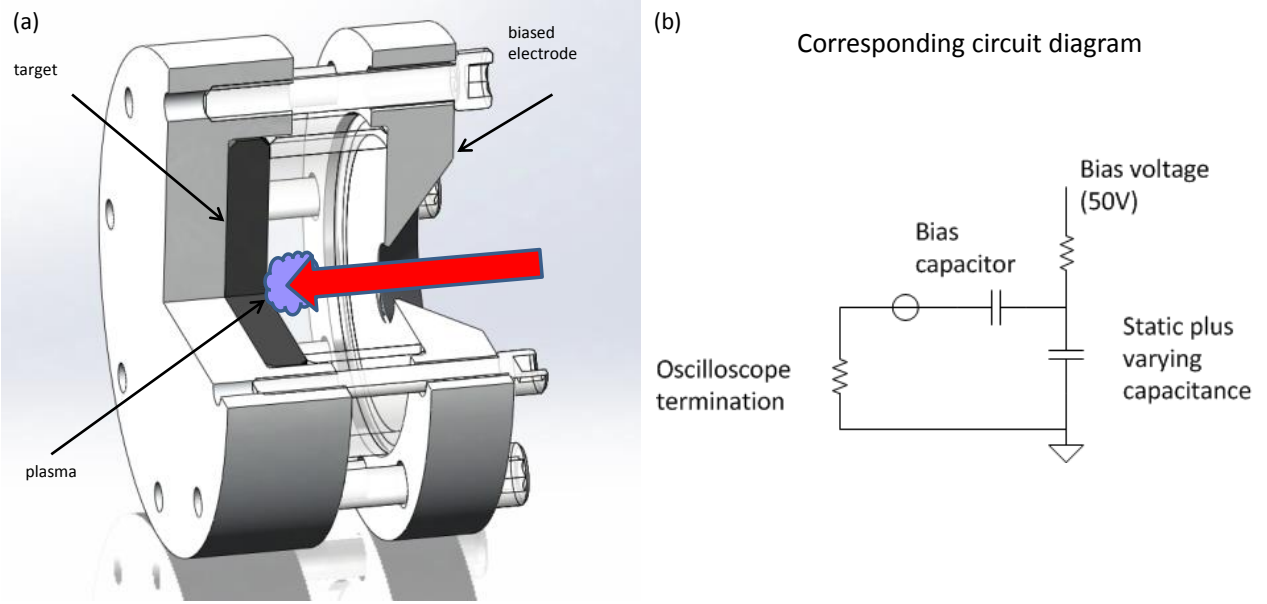 (a)
target
biased
electrode
plasma
(b)
Corresponding circuit diagram
Bias voltage
(50V)
Bias
capacitor
Static plus
varying
capacitance
Oscilloscope
termination